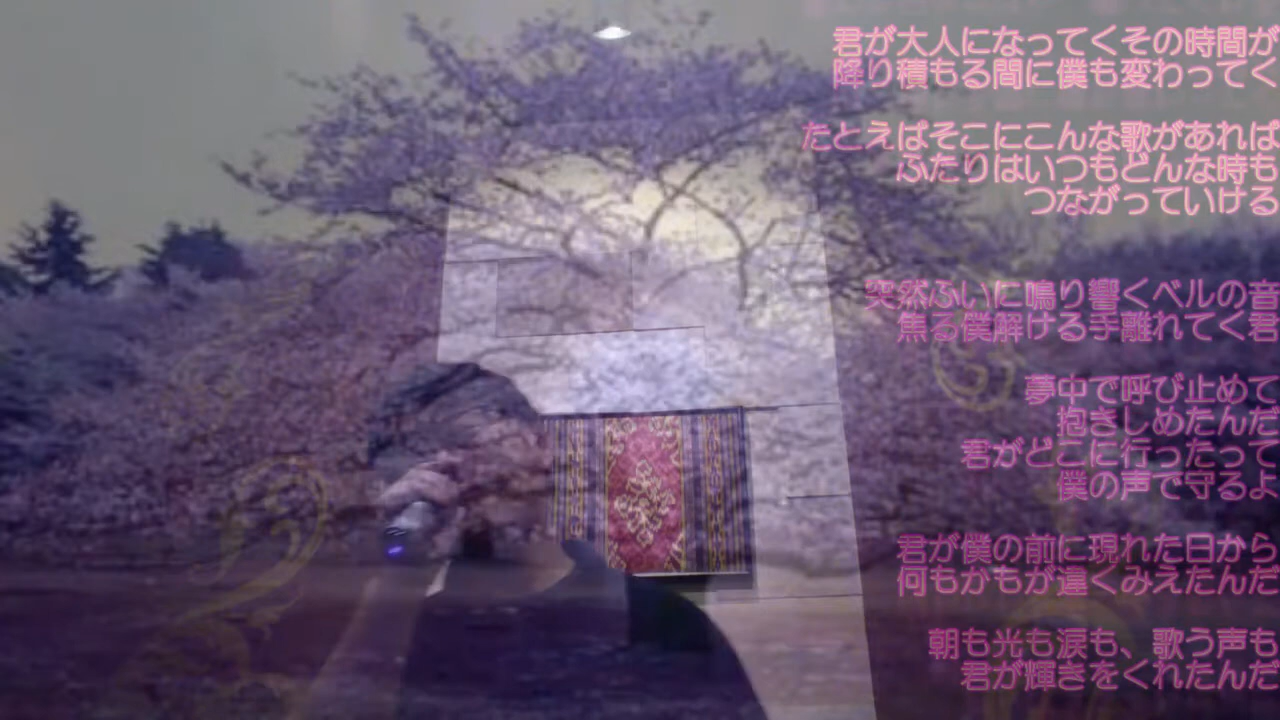 君が大人になってくその時間が
降り積もる間に僕も変わってく
たとえばそこにこんな歌があれば
ふたりはいつもどんな時も
つながっていける
突然ふいに鳴り響くベルの音
焦る僕解ける手離れてく君
夢中で呼び止めて
抱きしめたんだ
君がどこに行ったって
僕の声で守るよ
君が僕の前に現れた日から
何もかもが違くみえたんだ
朝も光も涙も、歌う声も
君が輝きをくれたんだ